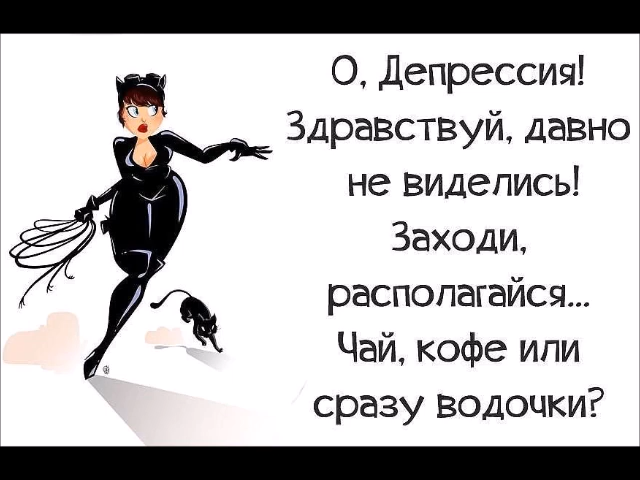 О, Депрессия!
Здравствуй, давно
не виделись!
Заходи,
располагайся...
Чай, кофе или
сразу водочки?